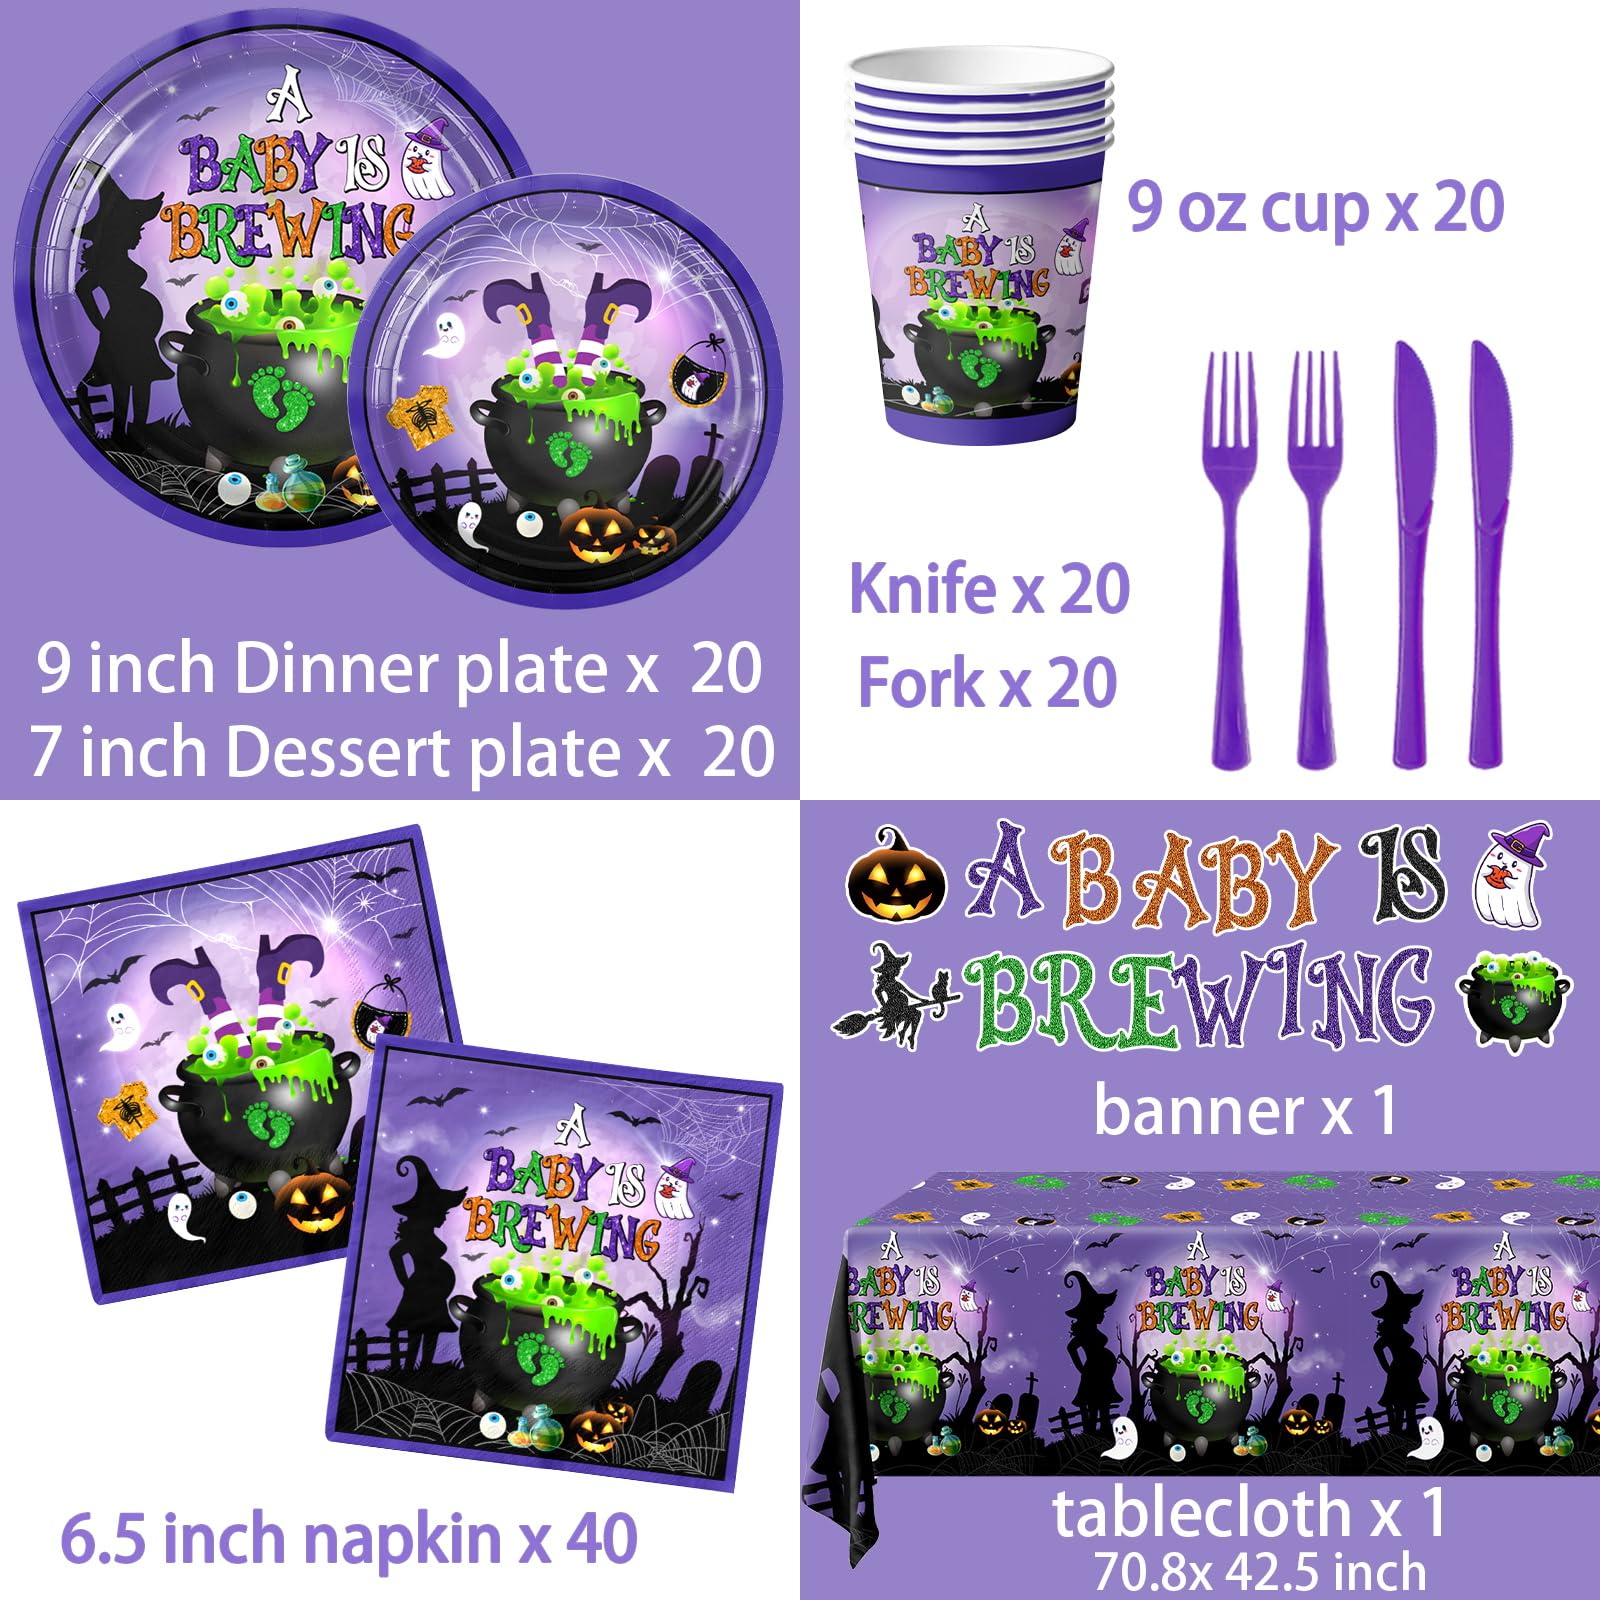 A
BABY IS
BREWING
9 inch Dinner plate x 20
7 inch Dessert plate x 20
A
BABY IS
BREWING
9 oz cup x 20
Knife x 20
Fork x 20
A
BABY IS
BREWING
6.5 inch napkin x 40
A BABY IS
BREWING
banner x 1
A
BABY IS
BREWING
A
BABY IS
BREWING
A
BABY IS
BREWING
tablecloth x 1
70.8x 42.5 inch